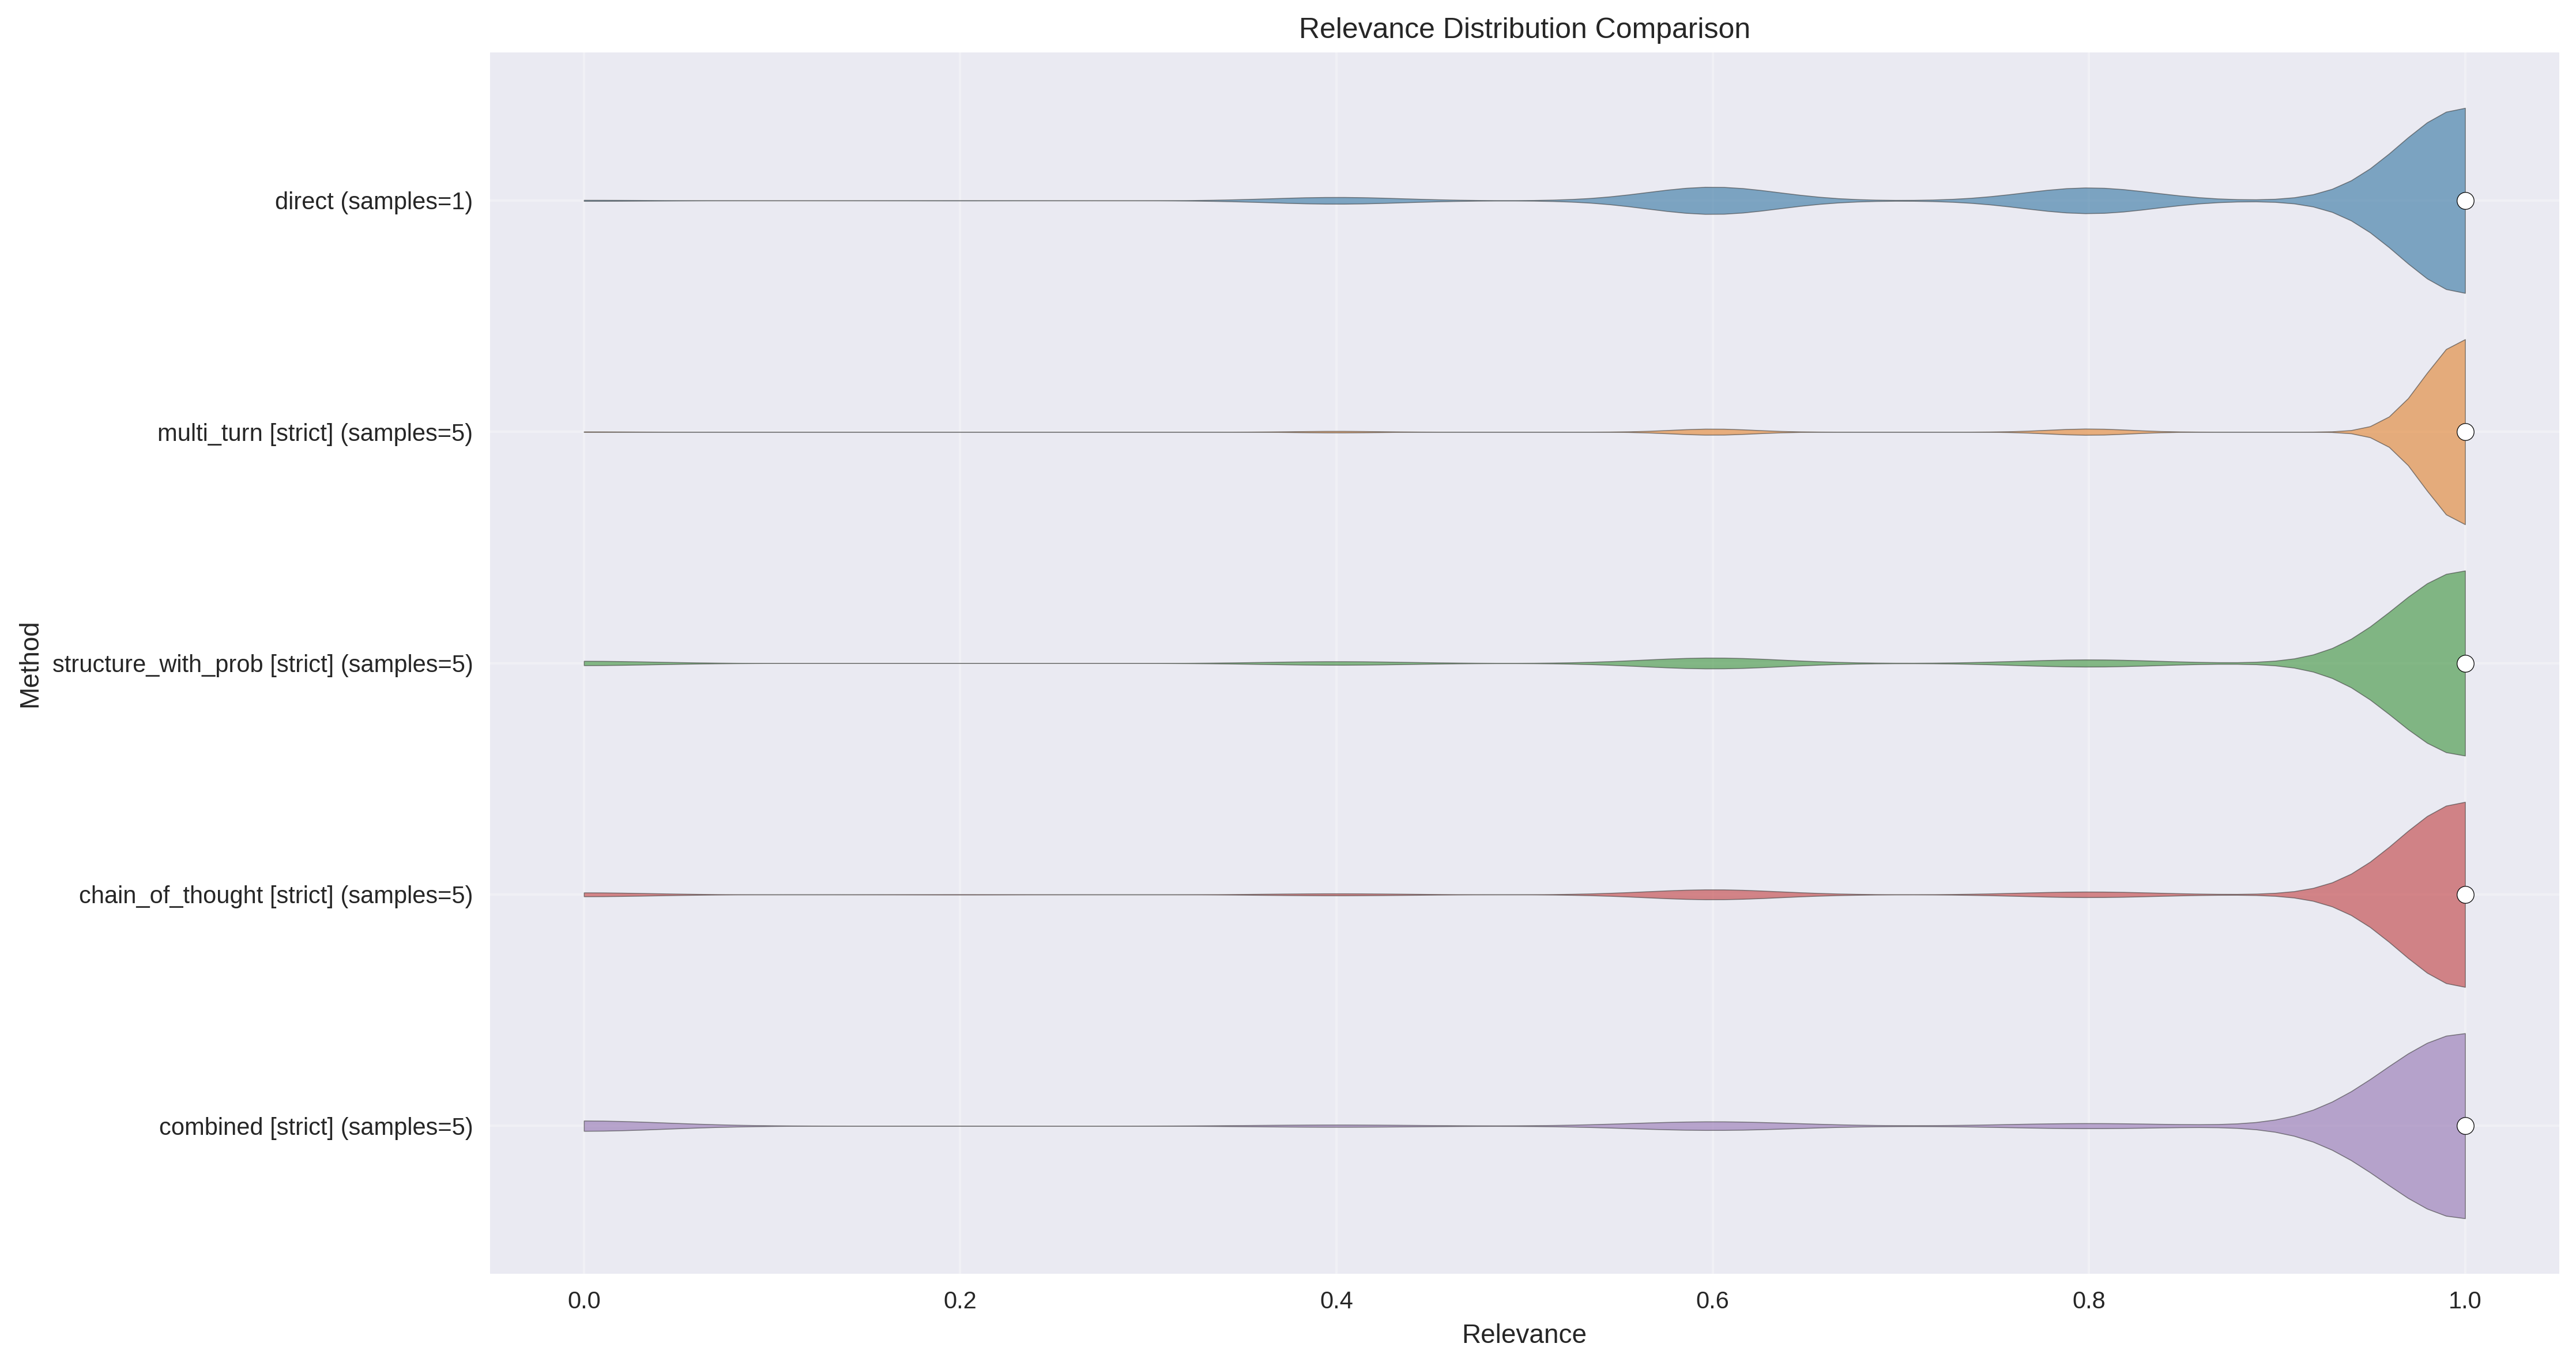 Relevance Distribution Comparison
direct (samples=1)
multi_turn [strict] (samples=5)
structure_with_prob [strict] (samples=5)
chain_of_thought [strict] (samples=5)
combined [strict] (samples=5)
Method
0.0 0.2 0.4 0.6 0.8 1.0
Relevance